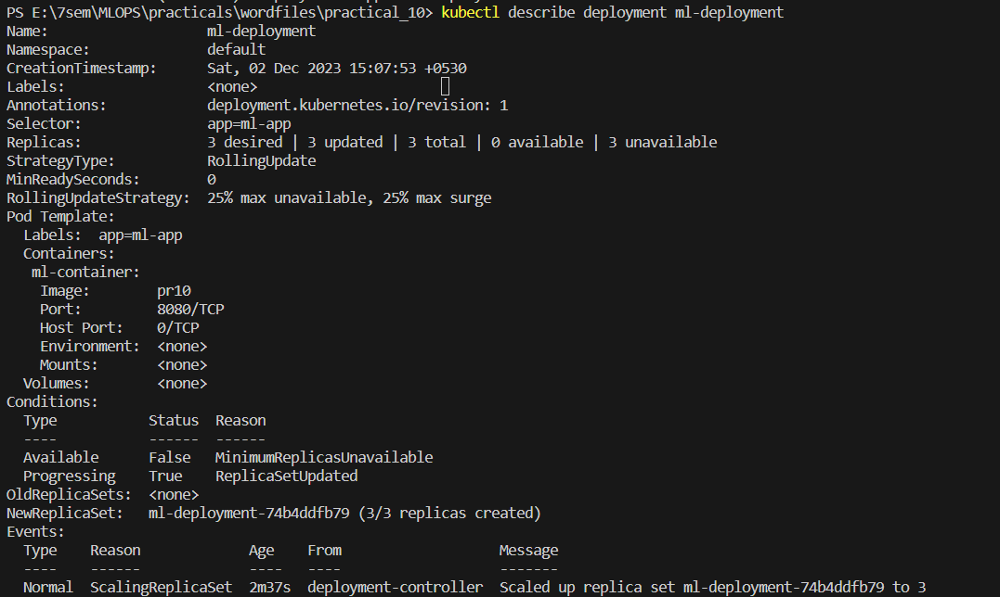 PS E:\7sem\MLOPS\practicals\wordfiles\practical_10> kubectl describe deployment ml-deployment
Name:                   ml-deployment
Namespace:              default
CreationTimestamp:      Sat, 02 Dec 2023 15:07:53 +0530
Labels:                 <none>
Annotations:            deployment.kubernetes.io/revision: 1
Selector:               app=ml-app
Replicas:               3 desired | 3 updated | 3 total | 0 available | 3 unavailable
StrategyType:           RollingUpdate
MinReadySeconds:        0
RollingUpdateStrategy:  25% max unavailable, 25% max surge
Pod Template:
  Labels:  app=ml-app
  Containers:
   ml-container:
    Image:        pr10
    Port:         8080/TCP
    Host Port:    0/TCP
    Environment:  <none>
    Mounts:       <none>
  Volumes:        <none>
Conditions:
  Type           Status  Reason
  ----           ------  ------
  Available      False   MinimumReplicasUnavailable
  Progressing    True    ReplicaSetUpdated
OldReplicaSets:  <none>
NewReplicaSet:   ml-deployment-74b4ddfb79 (3/3 replicas created)
Events:
  Type    Reason             Age    From                   Message
  ----    ------             ----   ----                   -------
  Normal  ScalingReplicaSet  2m37s  deployment-controller  Scaled up replica set ml-deployment-74b4ddfb79 to 3